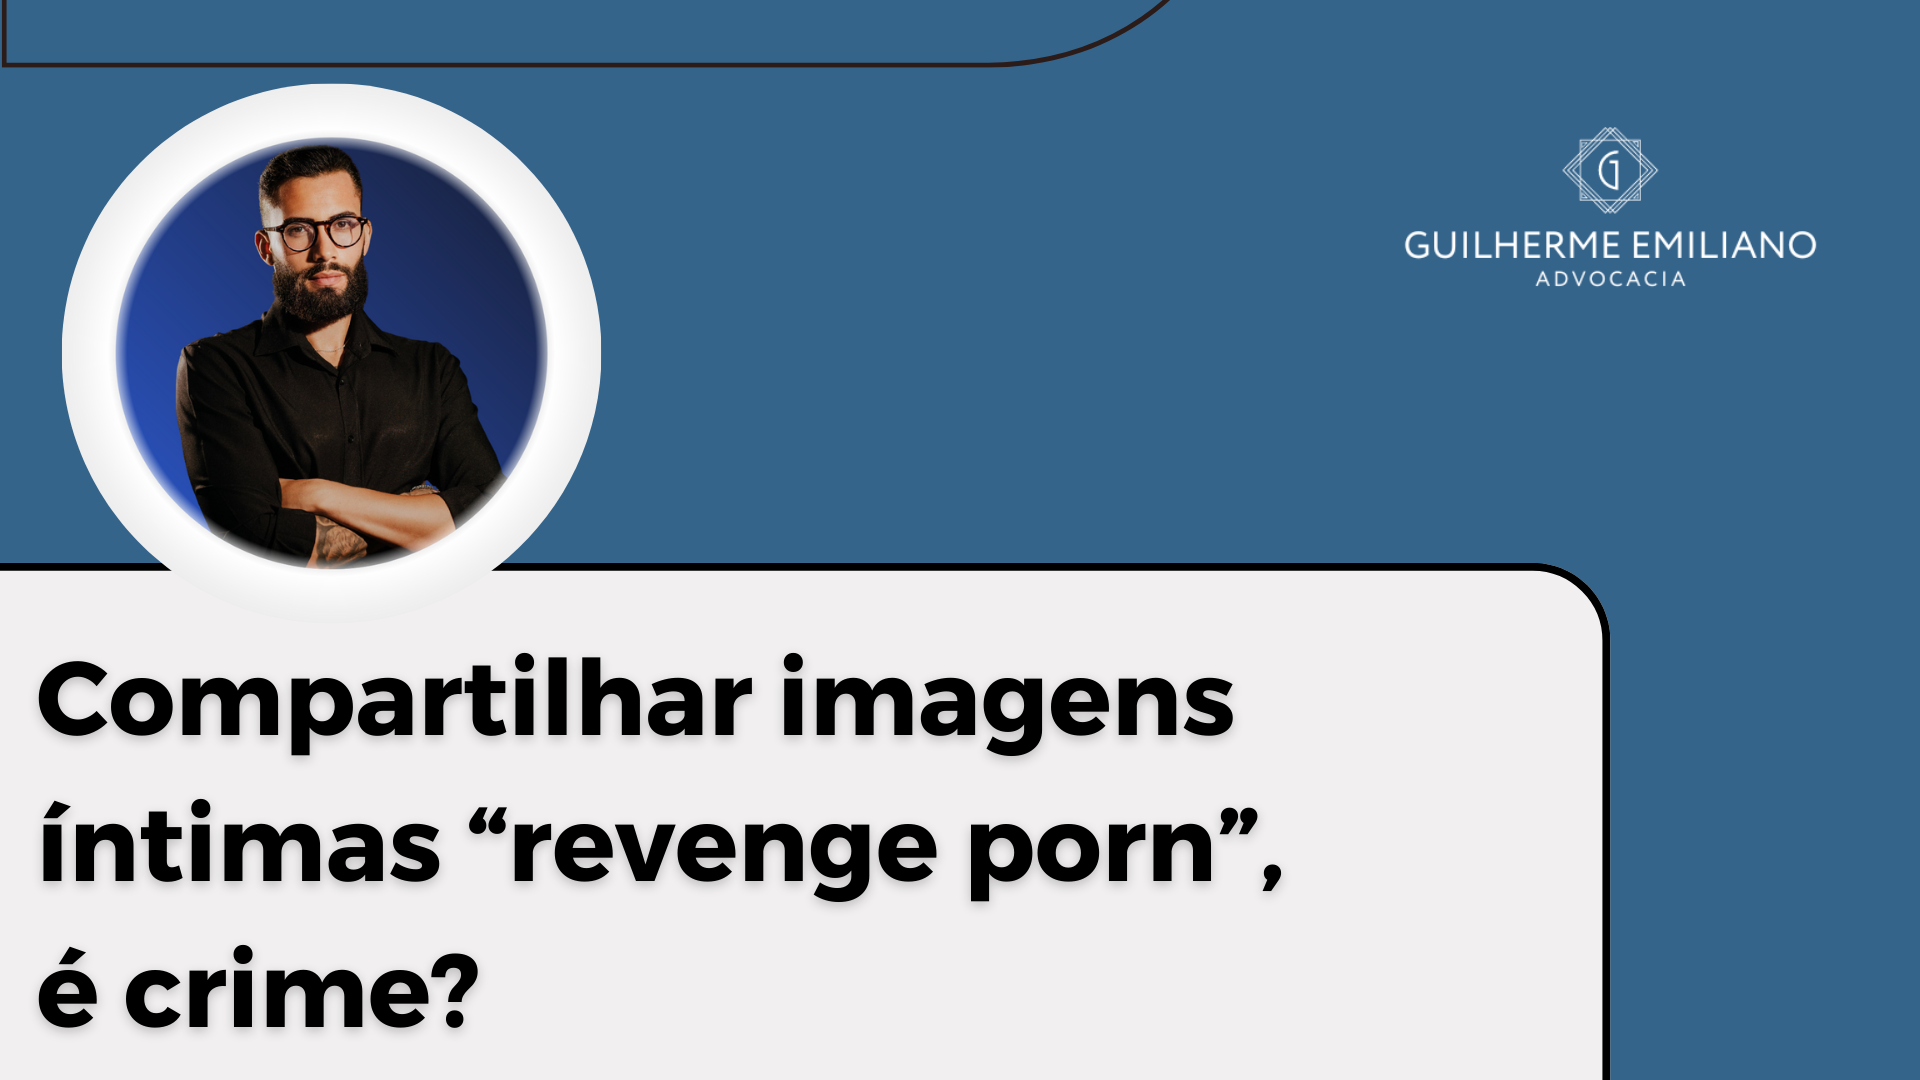 G
GUILHERME EMILIANO
ADVOCACIA
Compartilhar imagens
íntimas “revenge porn”,
é crime?